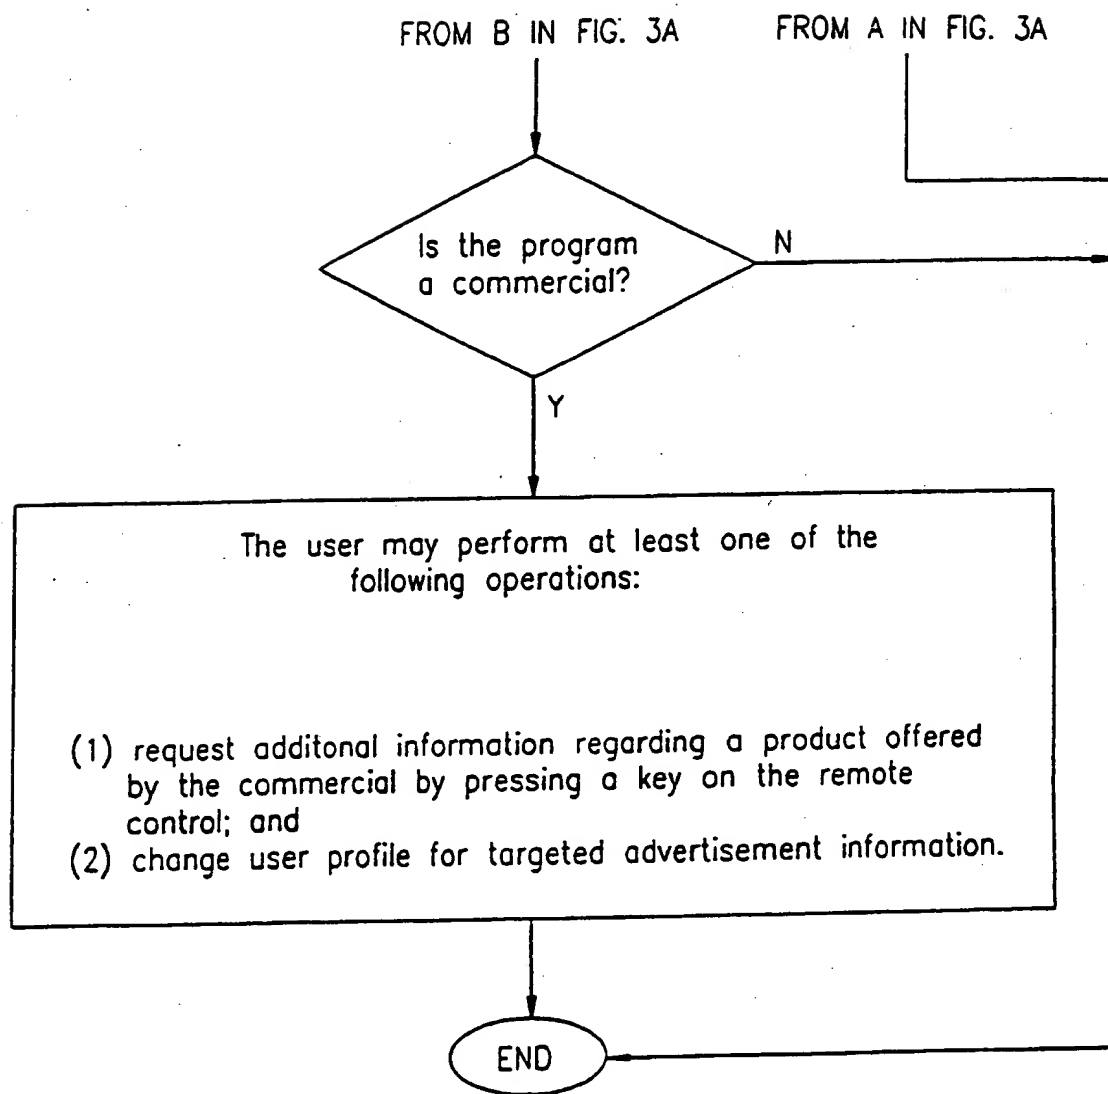 FROM B IN FIG. 3A
FROM A IN FIG. 3A
Is the program
a commercial?
N
Y
The user may perform at least one of the
following operations:
(1) request additonal information regarding a product offered
by the commercial by pressing a key on the remote
control; and
(2) change user profile for targeted advertisement information.
END